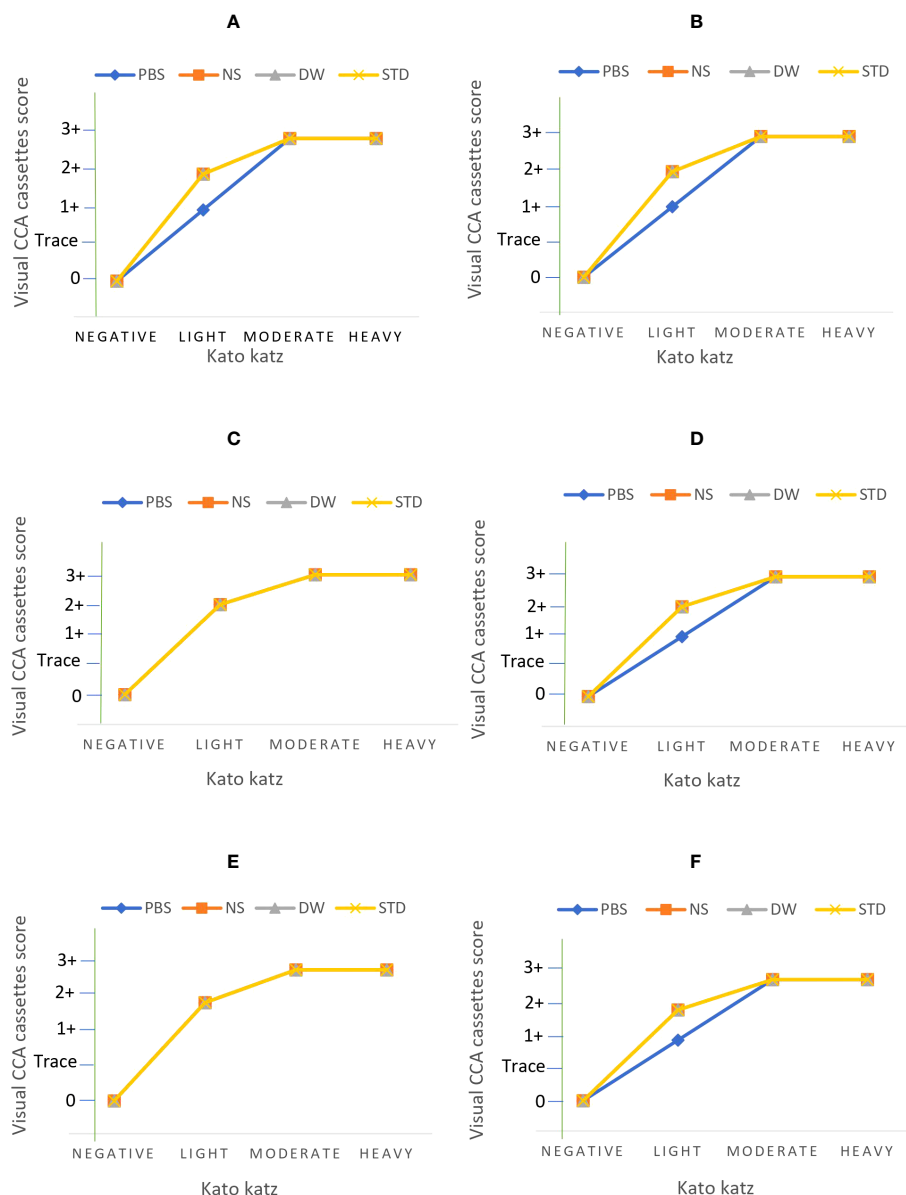 A
PBS NS DW STD
Visual CCA cassettes score
3+
2+
1+
Trace
0
NEGATIVE LIGHT MODERATE HEAVY
Kato katz
B
PBS NS DW STD
Visual CCA cassettes score
3+
2+
1+
Trace
0
NEGATIVE LIGHT MODERATE HEAVY
Kato katz
C
PBS NS DW STD
Visual CCA cassettes score
3+
2+
1+
Trace
0
NEGATIVE LIGHT MODERATE HEAVY
Kato katz
D
PBS NS DW STD
Visual CCA cassettes score
3+
2+
1+
Trace
0
NEGATIVE LIGHT MODERATE HEAVY
Kato katz
E
PBS NS DW STD
Visual CCA cassettes score
3+
2+
1+
Trace
0
NEGATIVE LIGHT MODERATE HEAVY
Kato katz
F
PBS NS DW STD
Visual CCA cassettes score
3+
2+
1+
Trace
0
NEGATIVE LIGHT MODERATE HEAVY
Kato katz